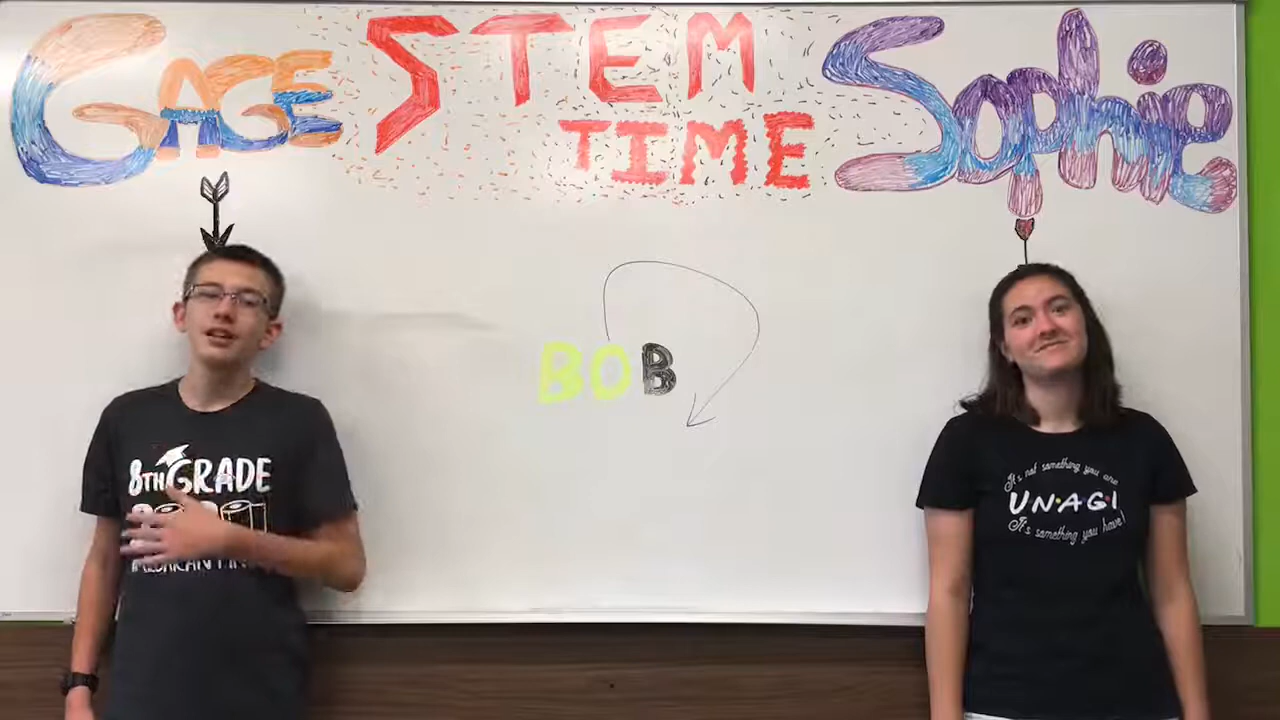 GAGE
STEM
TIME
Sophie
BOB
8TH GRADE
It's not something you are
UNAGI
It's something you have!